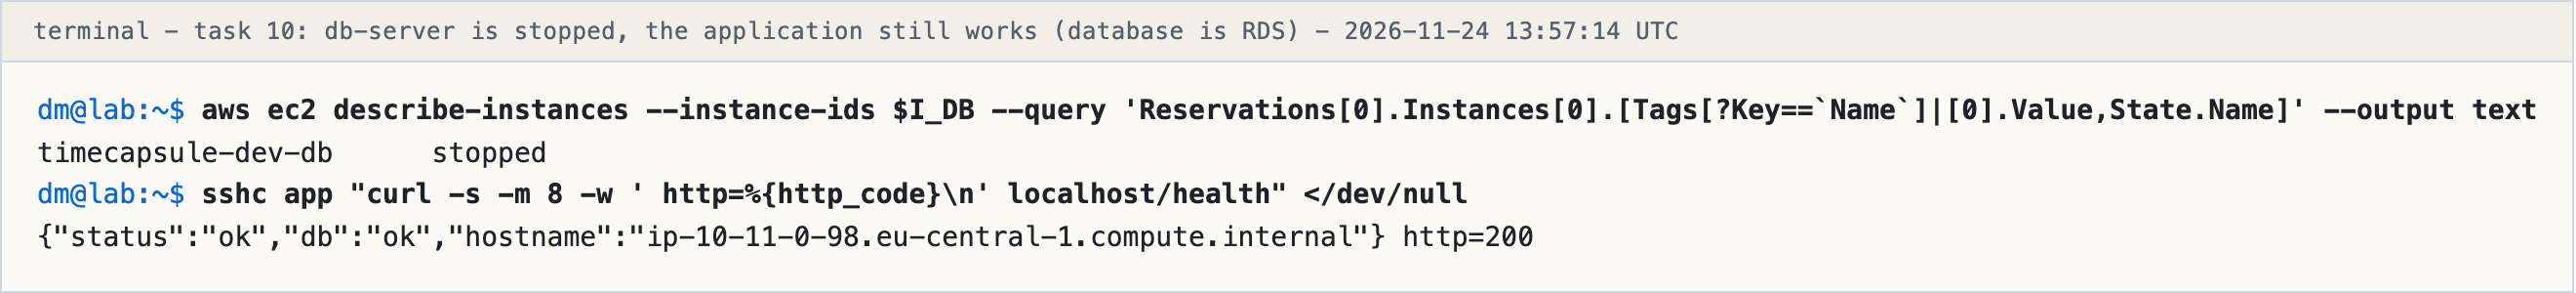 terminal – task 10: db-server is stopped, the application still works (database is RDS) – 2026-11-24 13:57:14 UTC
dm@lab:~$ aws ec2 describe-instances --instance-ids $I_DB --query 'Reservations[0].Instances[0].[Tags[?Key==`Name`]|[0].Value,State.Name]' --output text
timecapsule-dev-db      stopped
dm@lab:~$ sshc app "curl -s -m 8 -w ' http=%{http_code}\n' localhost/health" </dev/null
{"status":"ok","db":"ok","hostname":"ip-10-11-0-98.eu-central-1.compute.internal"} http=200